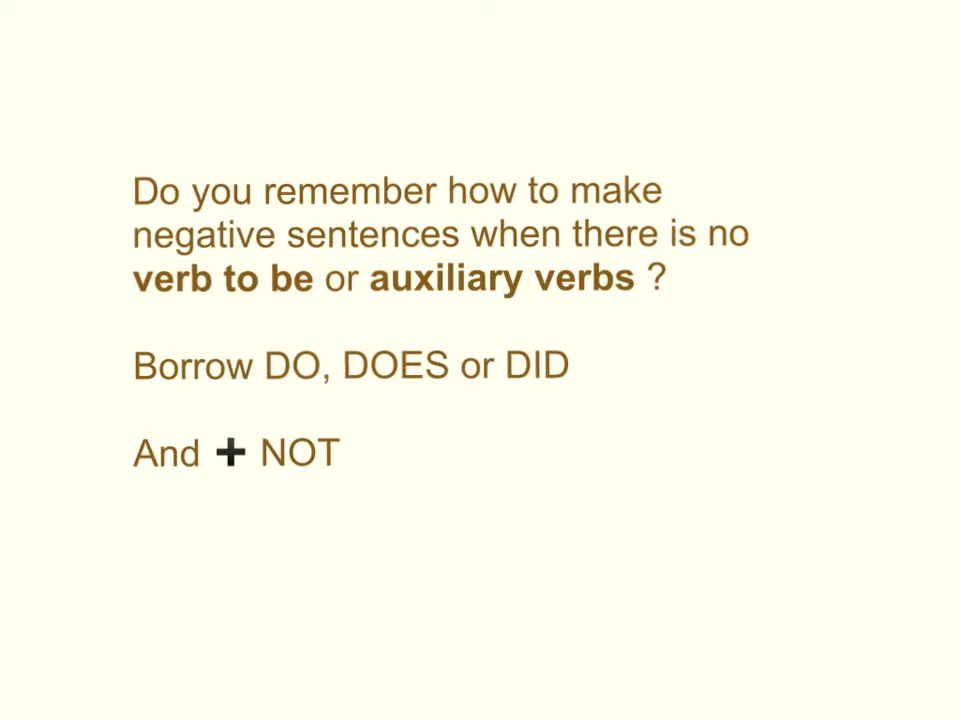 Do you remember how to make
negative sentences when there is no
verb to be or auxiliary verbs ?
Borrow DO, DOES or DID
And ➕ NOT